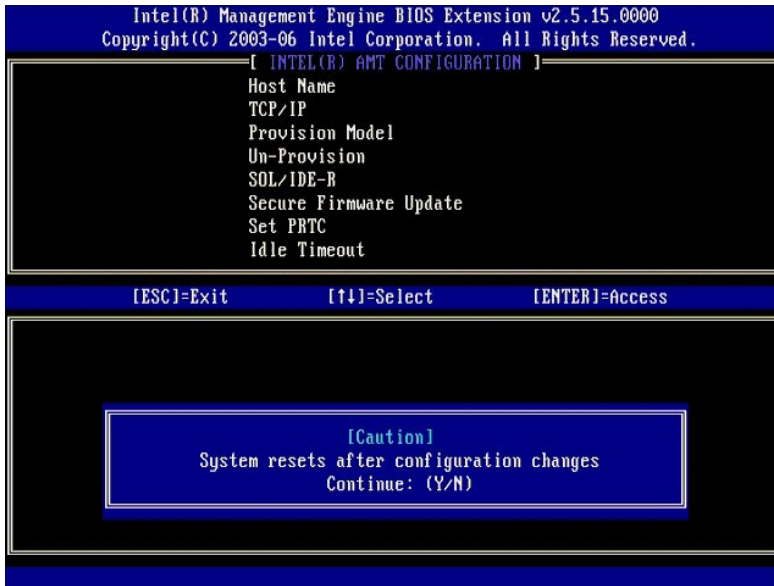 Intel(R) Management Engine BIOS Extension v2.5.15.0000
Copyright(C) 2003-06 Intel Corporation. All Rights Reserved.
[ INTEL(R) AMT CONFIGURATION ]
Host Name
TCP/IP
Provision Model
Un-Provision
SOL/IDE-R
Secure Firmware Update
Set PRTC
Idle Timeout
[ESC]=Exit [↑↓]=Select [ENTER]=Access
[Caution]
System resets after configuration changes
Continue: (Y/N)